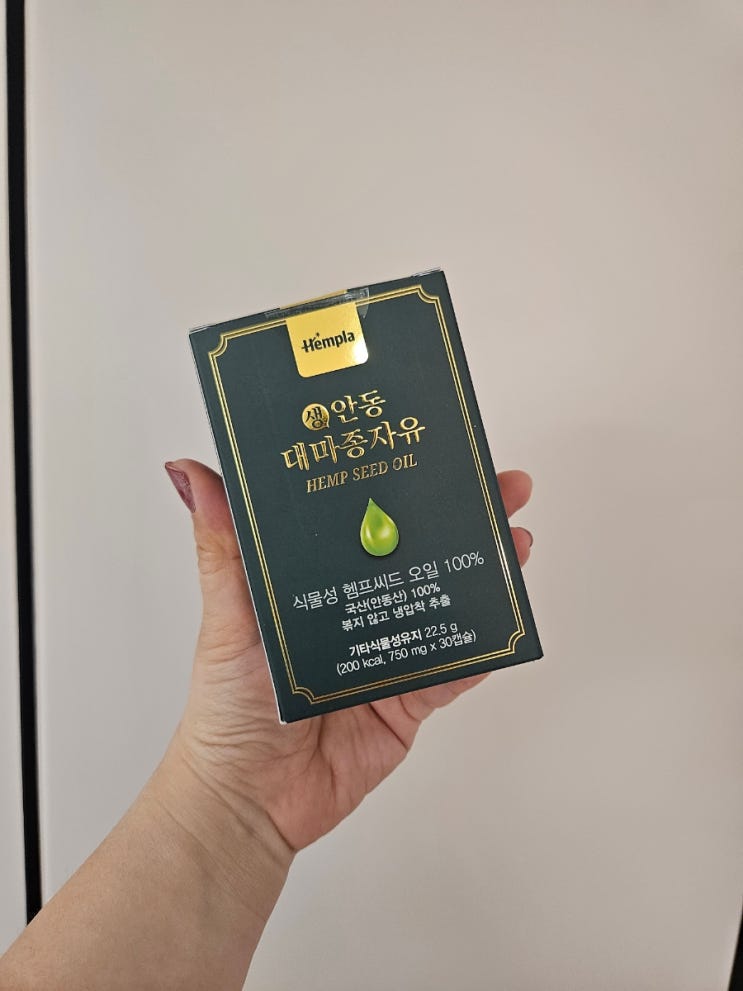 Hempla
생 안동
대마종자유
HEMP SEED OIL
식물성 헴프씨드 오일 100%
국산(안동산) 100%
볶지 않고 냉압착 추출
기타식물성유지 22.5 g
(200 kcal, 750 mg x 30캡슐)